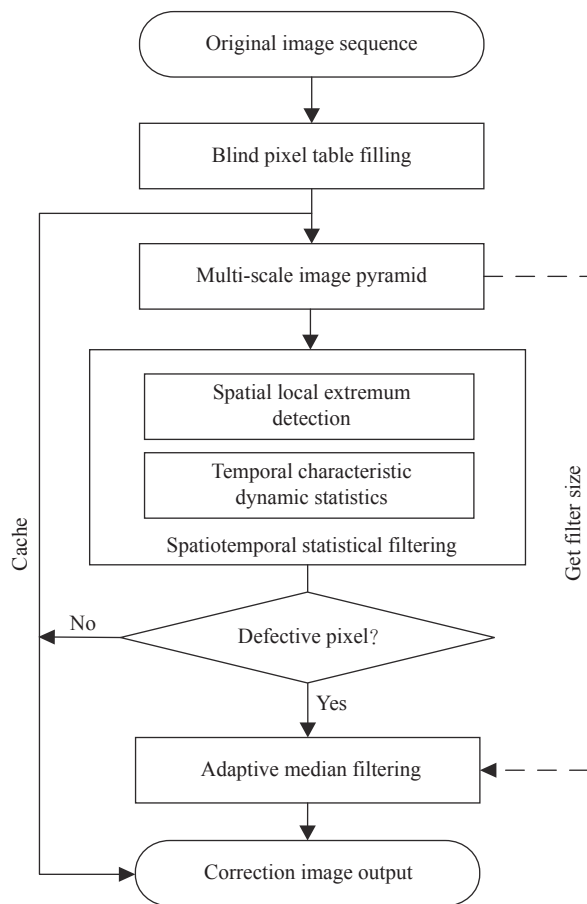 Original image sequence
Blind pixel table filling
Multi-scale image pyramid
Spatial local extremum
detection
Temporal characteristic
dynamic statistics
Spatiotemporal statistical filtering
Cache
Get filter size
No
Defective pixel?
Yes
Adaptive median filtering
Correction image output